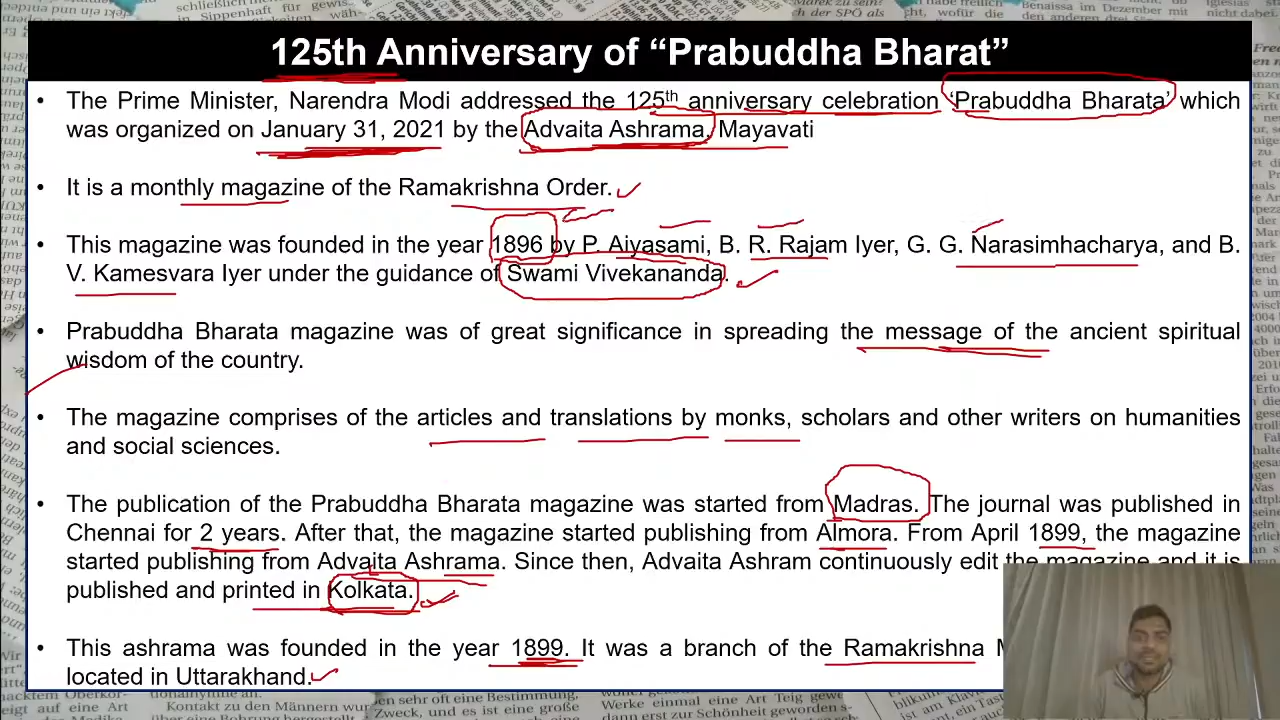 125th Anniversary of “Prabuddha Bharat”
• The Prime Minister, Narendra Modi addressed the 125th anniversary celebration ‘Prabuddha Bharata’ which
was organized on January 31, 2021 by the Advaita Ashrama, Mayavati
• It is a monthly magazine of the Ramakrishna Order.
• This magazine was founded in the year 1896 by P. Aiyasami, B. R. Rajam Iyer, G. G. Narasimhacharya, and B.
V. Kamesvara Iyer under the guidance of Swami Vivekananda.
• Prabuddha Bharata magazine was of great significance in spreading the message of the ancient spiritual
wisdom of the country.
• The magazine comprises of the articles and translations by monks, scholars and other writers on humanities
and social sciences.
• The publication of the Prabuddha Bharata magazine was started from Madras. The journal was published in
Chennai for 2 years. After that, the magazine started publishing from Almora. From April 1899, the magazine
started publishing from Advaita Ashrama. Since then, Advaita Ashram continuously edit the magazine and it is
published and printed in Kolkata.
• This ashrama was founded in the year 1899. It was a branch of the Ramakrishna
located in Uttarakhand.